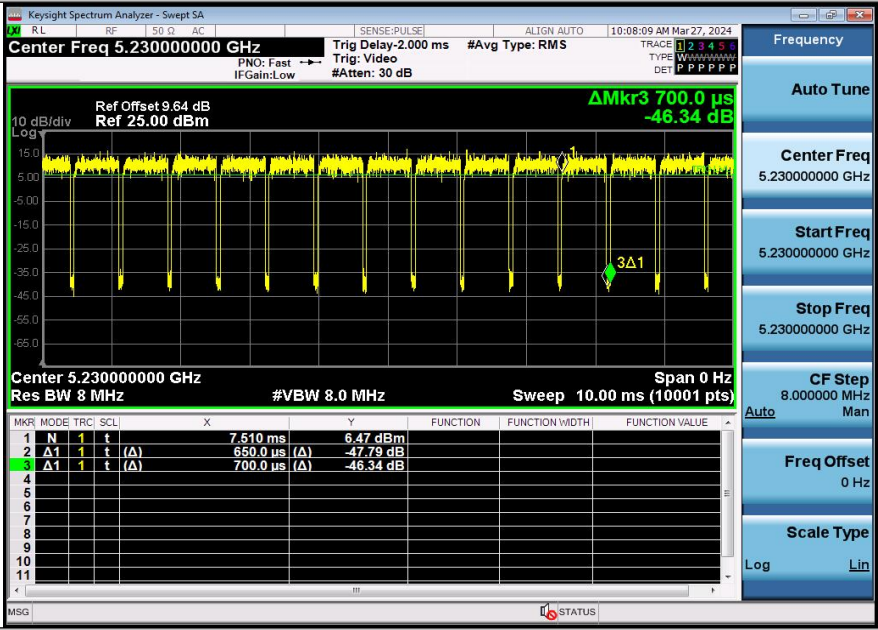 Keysight Spectrum Analyzer - Swept SA
LXI RL RF 50 Ω AC SENSE:PULSE ALIGN AUTO 10:08:09 AM Mar 27, 2024
Center Freq 5.230000000 GHz
PNO: Fast
IFGain:Low
Trig Delay-2.000 ms
Trig: Video
#Atten: 30 dB
#Avg Type: RMS
TRACE 1 2 3 4 5 6
TYPE WWWWWW
DET P P P P P P
Ref Offset 9.64 dB
10 dB/div Ref 25.00 dBm
Log
ΔMkr3 700.0 µs
-46.34 dB
15.0
5.00
-5.00
-15.0
-25.0
-35.0
-45.0
-55.0
-65.0
1
3Δ1
Center 5.230000000 GHz Span 0 Hz
Res BW 8 MHz #VBW 8.0 MHz Sweep 10.00 ms (10001 pts)
MKR MODE TRC SCL X Y FUNCTION FUNCTION WIDTH FUNCTION VALUE
1 N 1 t 7.510 ms 6.47 dBm
2 Δ1 1 t (Δ) 650.0 µs (Δ) -47.79 dB
3 Δ1 1 t (Δ) 700.0 µs (Δ) -46.34 dB
4
5
6
7
8
9
10
11
MSG STATUS
Frequency
Auto Tune
Center Freq
5.230000000 GHz
Start Freq
5.230000000 GHz
Stop Freq
5.230000000 GHz
CF Step
8.000000 MHz
Auto Man
Freq Offset
0 Hz
Scale Type
Log Lin